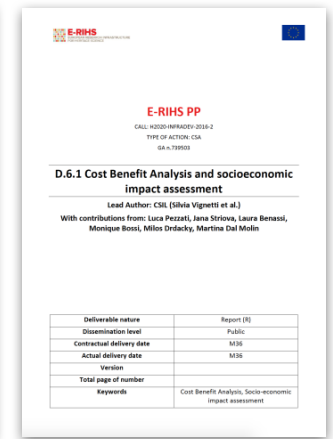 E-RIHS
E-RIHS PP
CALL: H2020-INFRADEV-2016-2
TYPE OF ACTION: CSA
GA n.739503
D.6.1 Cost Benefit Analysis and socioeconomic
impact assessment
Lead Author: CSIL (Silvia Vignetti et al.)
With contributions from: Luca Pezzati, Jana Striova, Laura Benassi,
Monique Bossi, Milos Drdacky, Martina Dal Molin
Deliverable nature Report (R)
Dissemination level Public
Contractual delivery date M36
Actual delivery date M36
Version
Total page of number
Keywords Cost Benefit Analysis, Socio-economic
impact assessment